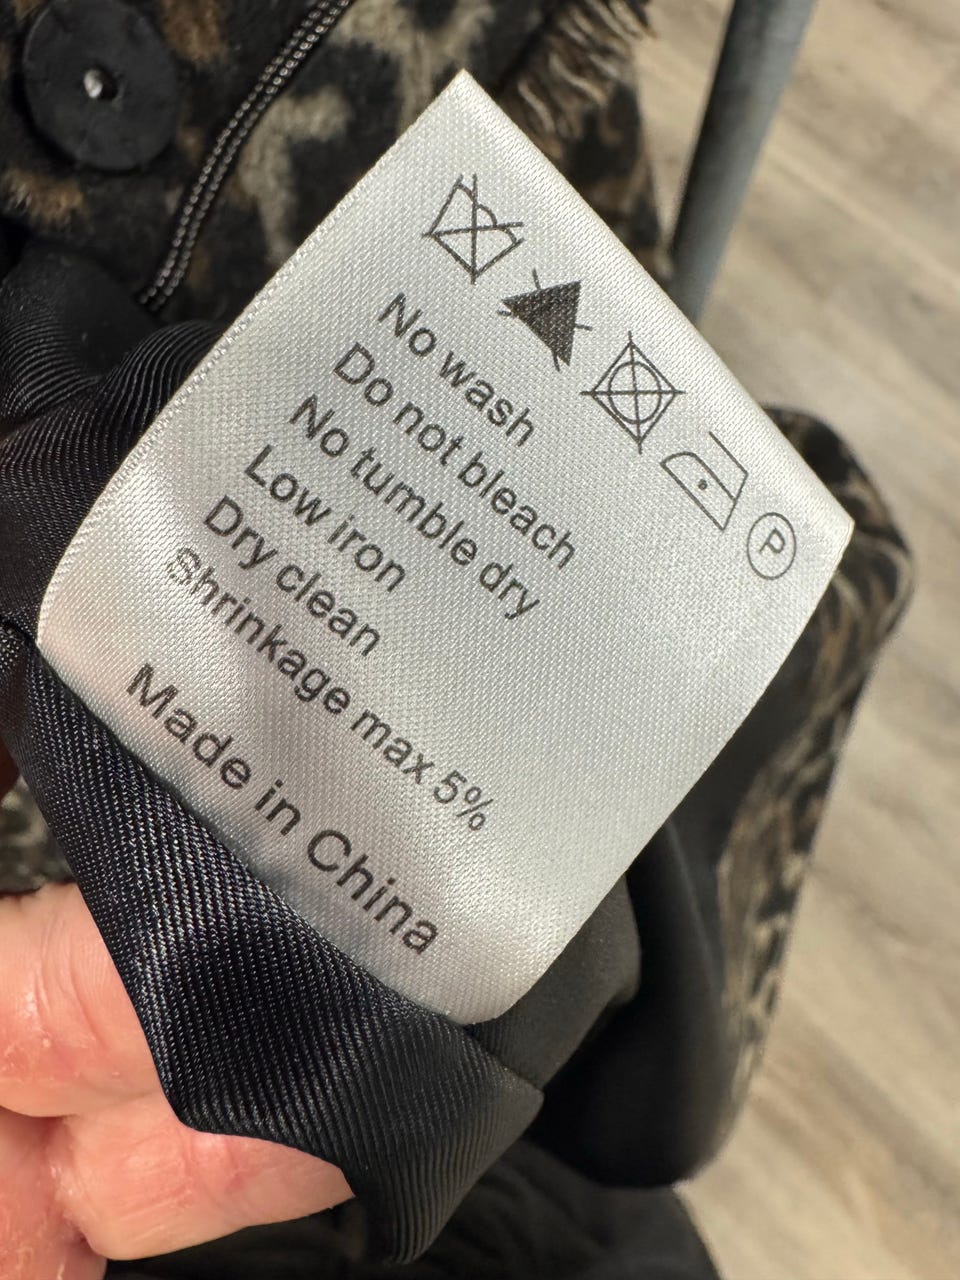 P
No wash
Do not bleach
No tumble dry
Low iron
Dry clean
Shrinkage max 5%
Made in China